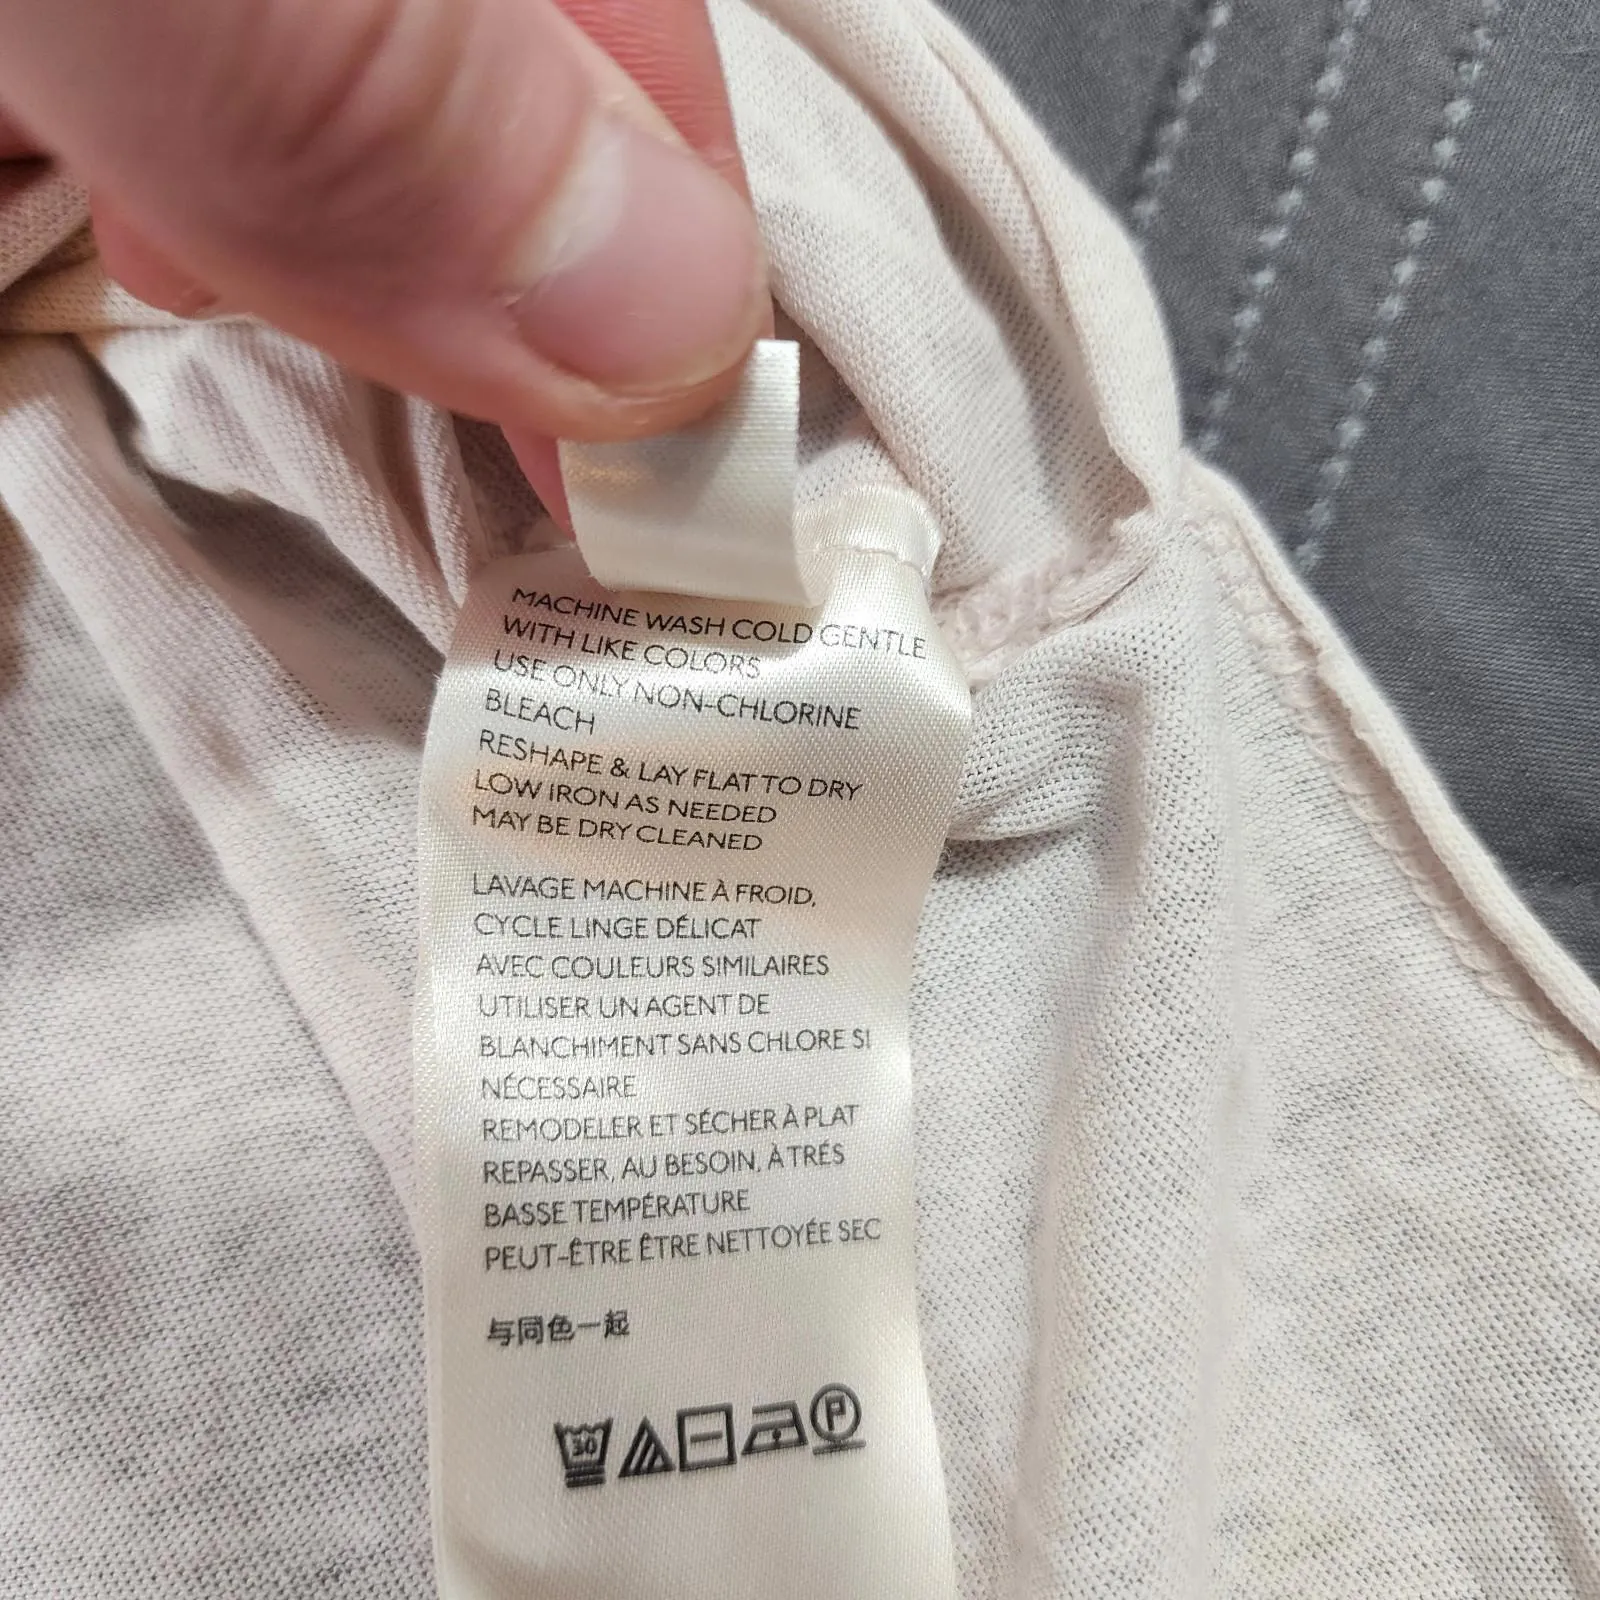 MACHINE WASH COLD GENTLE
WITH LIKE COLORS
USE ONLY NON-CHLORINE
BLEACH
RESHAPE & LAY FLAT TO DRY
LOW IRON AS NEEDED
MAY BE DRY CLEANED
LAVAGE MACHINE À FROID,
CYCLE LINGE DÉLICAT
AVEC COULEURS SIMILAIRES
UTILISER UN AGENT DE
BLANCHIMENT SANS CHLORE SI
NÉCESSAIRE
REMODELER ET SÉCHER À PLAT
REPASSER, AU BESOIN, À TRÉS
BASSE TEMPÉRATURE
PEUT-ÊTRE ÊTRE NETTOYÉE SEC
与同色一起
30 P